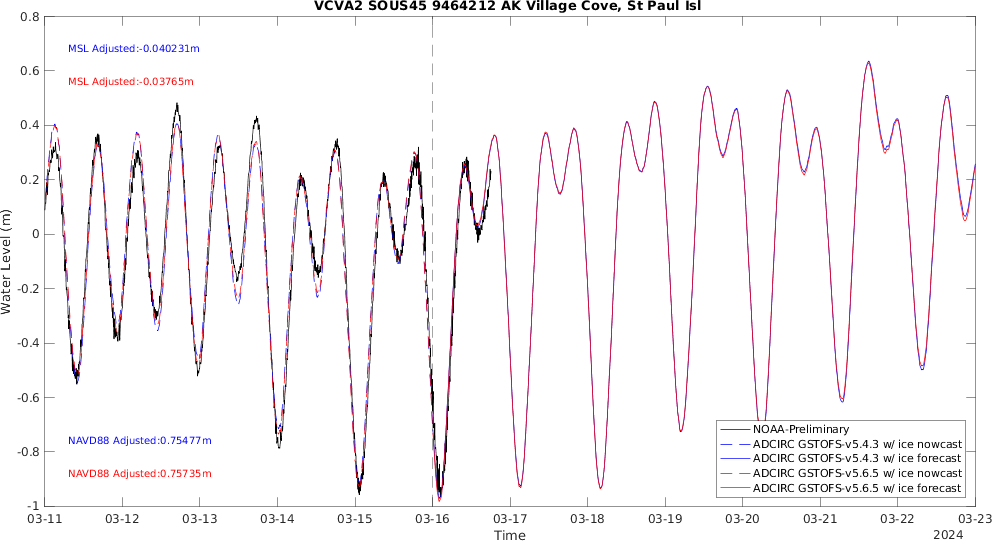 VCVA2 SOUS45 9464212 AK Village Cove, St Paul Isl
0.8
0.6
0.4
0.2
0
-0.2
-0.4
-0.6
-0.8
-1
Water Level (m)
MSL Adjusted:-0.040231m
MSL Adjusted:-0.03765m
NAVD88 Adjusted:0.75477m
NAVD88 Adjusted:0.75735m
NOAA-Preliminary
ADCIRC GSTOFS-v5.4.3 w/ ice nowcast
ADCIRC GSTOFS-v5.4.3 w/ ice forecast
ADCIRC GSTOFS-v5.6.5 w/ ice nowcast
ADCIRC GSTOFS-v5.6.5 w/ ice forecast
03-11 03-12 03-13 03-14 03-15 03-16 03-17 03-18 03-19 03-20 03-21 03-22 03-23
Time
2024